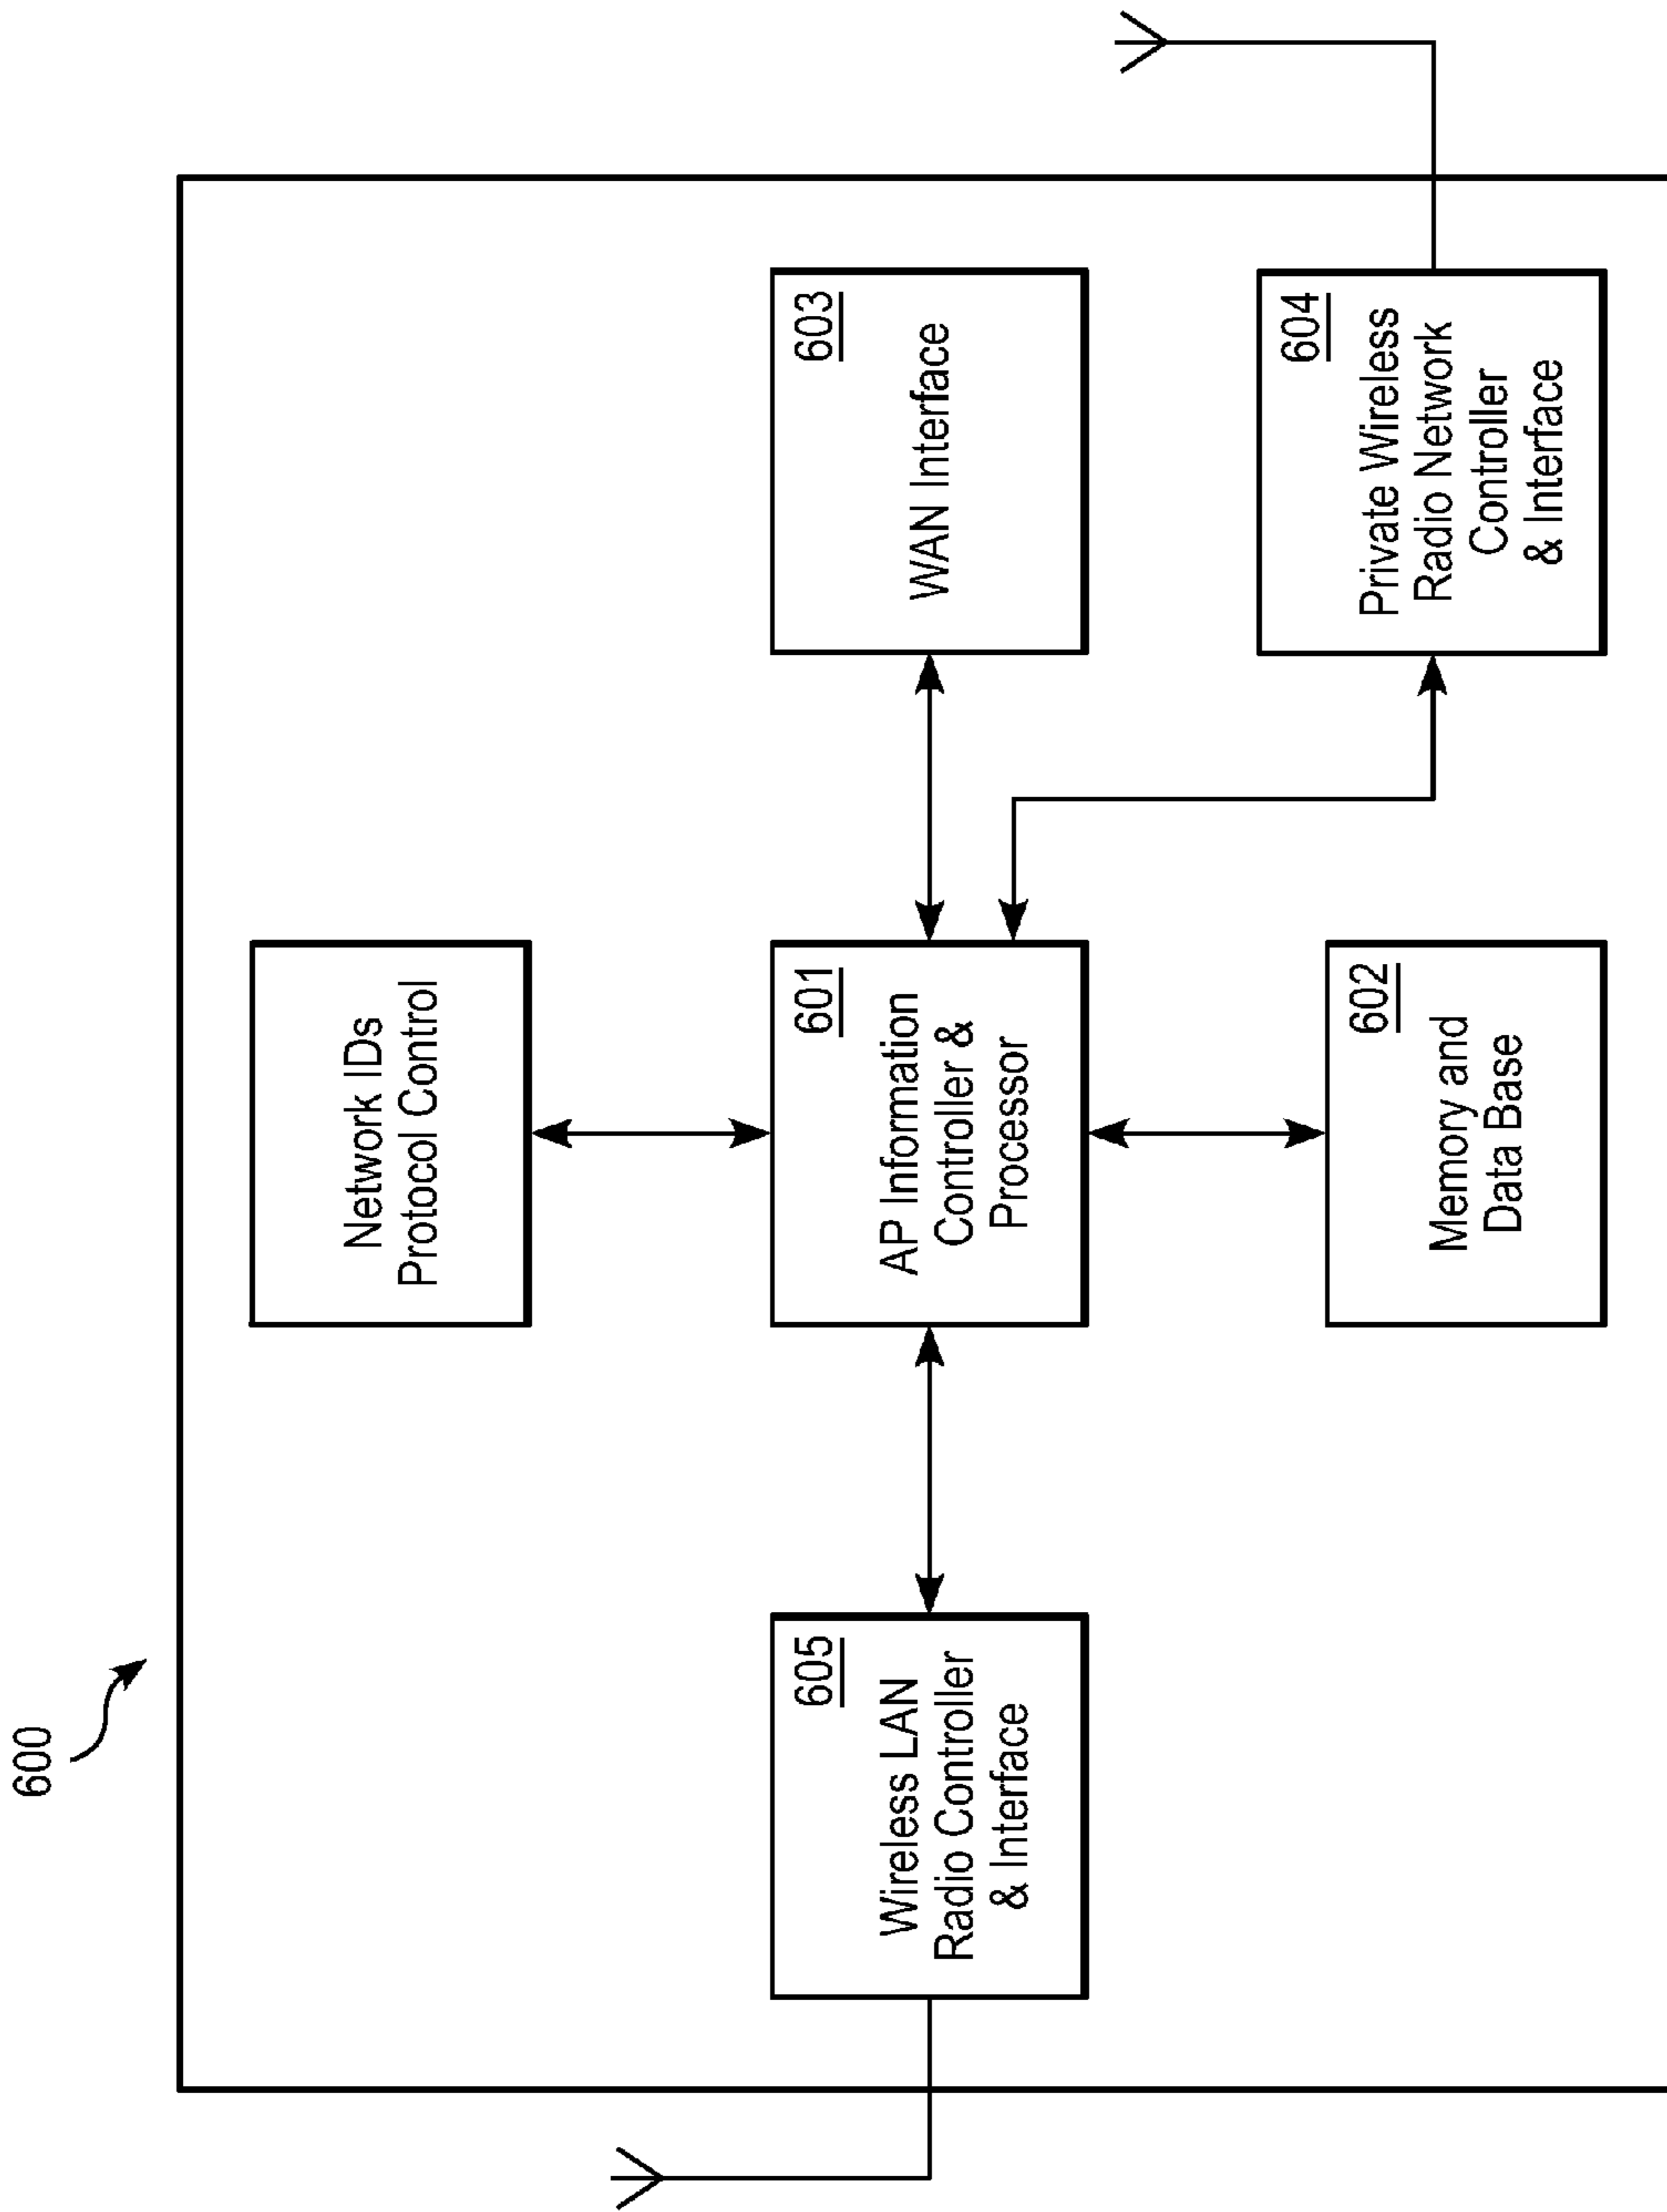 600
Network IDs
Protocol Control
605
Wireless LAN
Radio Controller
& Interface
601
AP Information
Controller &
Processor
603
WAN Interface
602
Memory and
Data Base
604
Private Wireless
Radio Network
Controller
& Interface